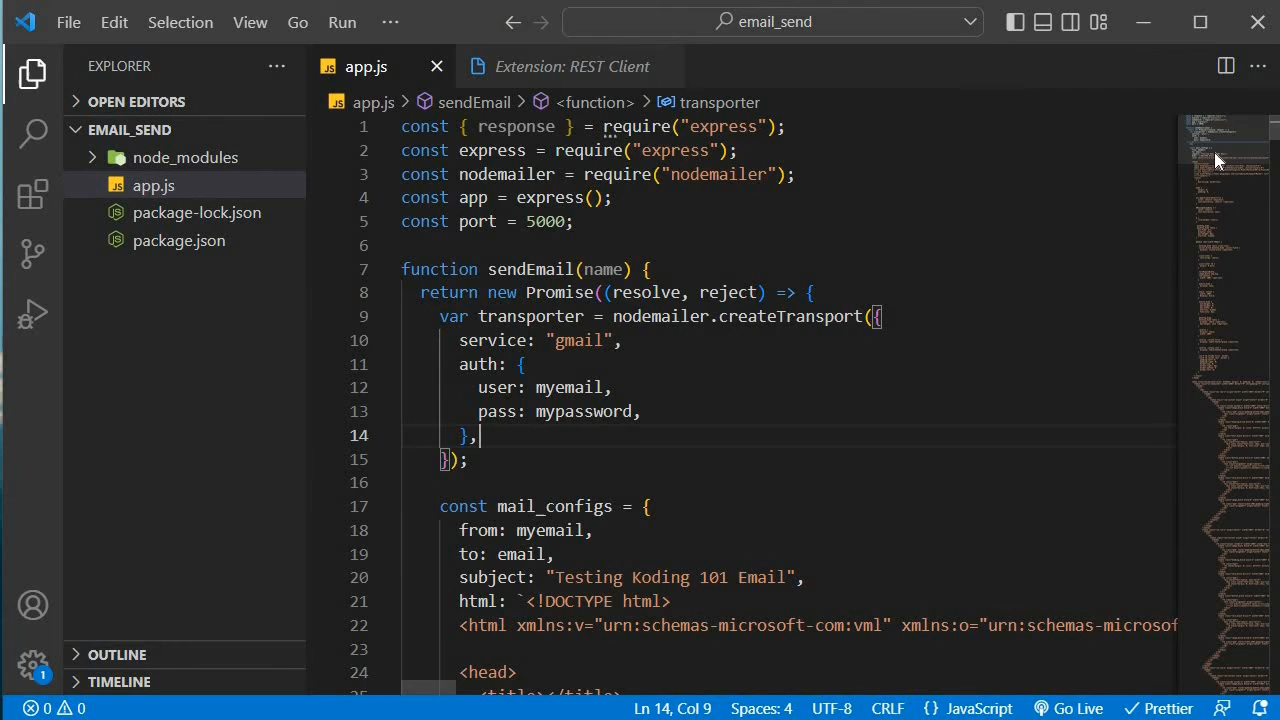 File Edit Selection View Go Run ··· email_send
EXPLORER ···
OPEN EDITORS
EMAIL_SEND
node_modules
JS app.js
package-lock.json
package.json
OUTLINE
TIMELINE
JS app.js Extension: REST Client
JS app.js > sendEmail > <function> > transporter
1 const { response } = require("express");
2 const express = require("express");
3 const nodemailer = require("nodemailer");
4 const app = express();
5 const port = 5000;
6
7 function sendEmail(name) {
8 return new Promise((resolve, reject) => {
9 var transporter = nodemailer.createTransport({
10 service: "gmail",
11 auth: {
12 user: myemail,
13 pass: mypassword,
14 },
15 });
16
17 const mail_configs = {
18 from: myemail,
19 to: email,
20 subject: "Testing Koding 101 Email",
21 html: `<!DOCTYPE html>
22 <html xmlns:v="urn:schemas-microsoft-com:vml" xmlns:o="urn:schemas-microsof
23
24 <head>
25 <title></title>
1
0 0 Ln 14, Col 9 Spaces: 4 UTF-8 CRLF {} JavaScript Go Live Prettier